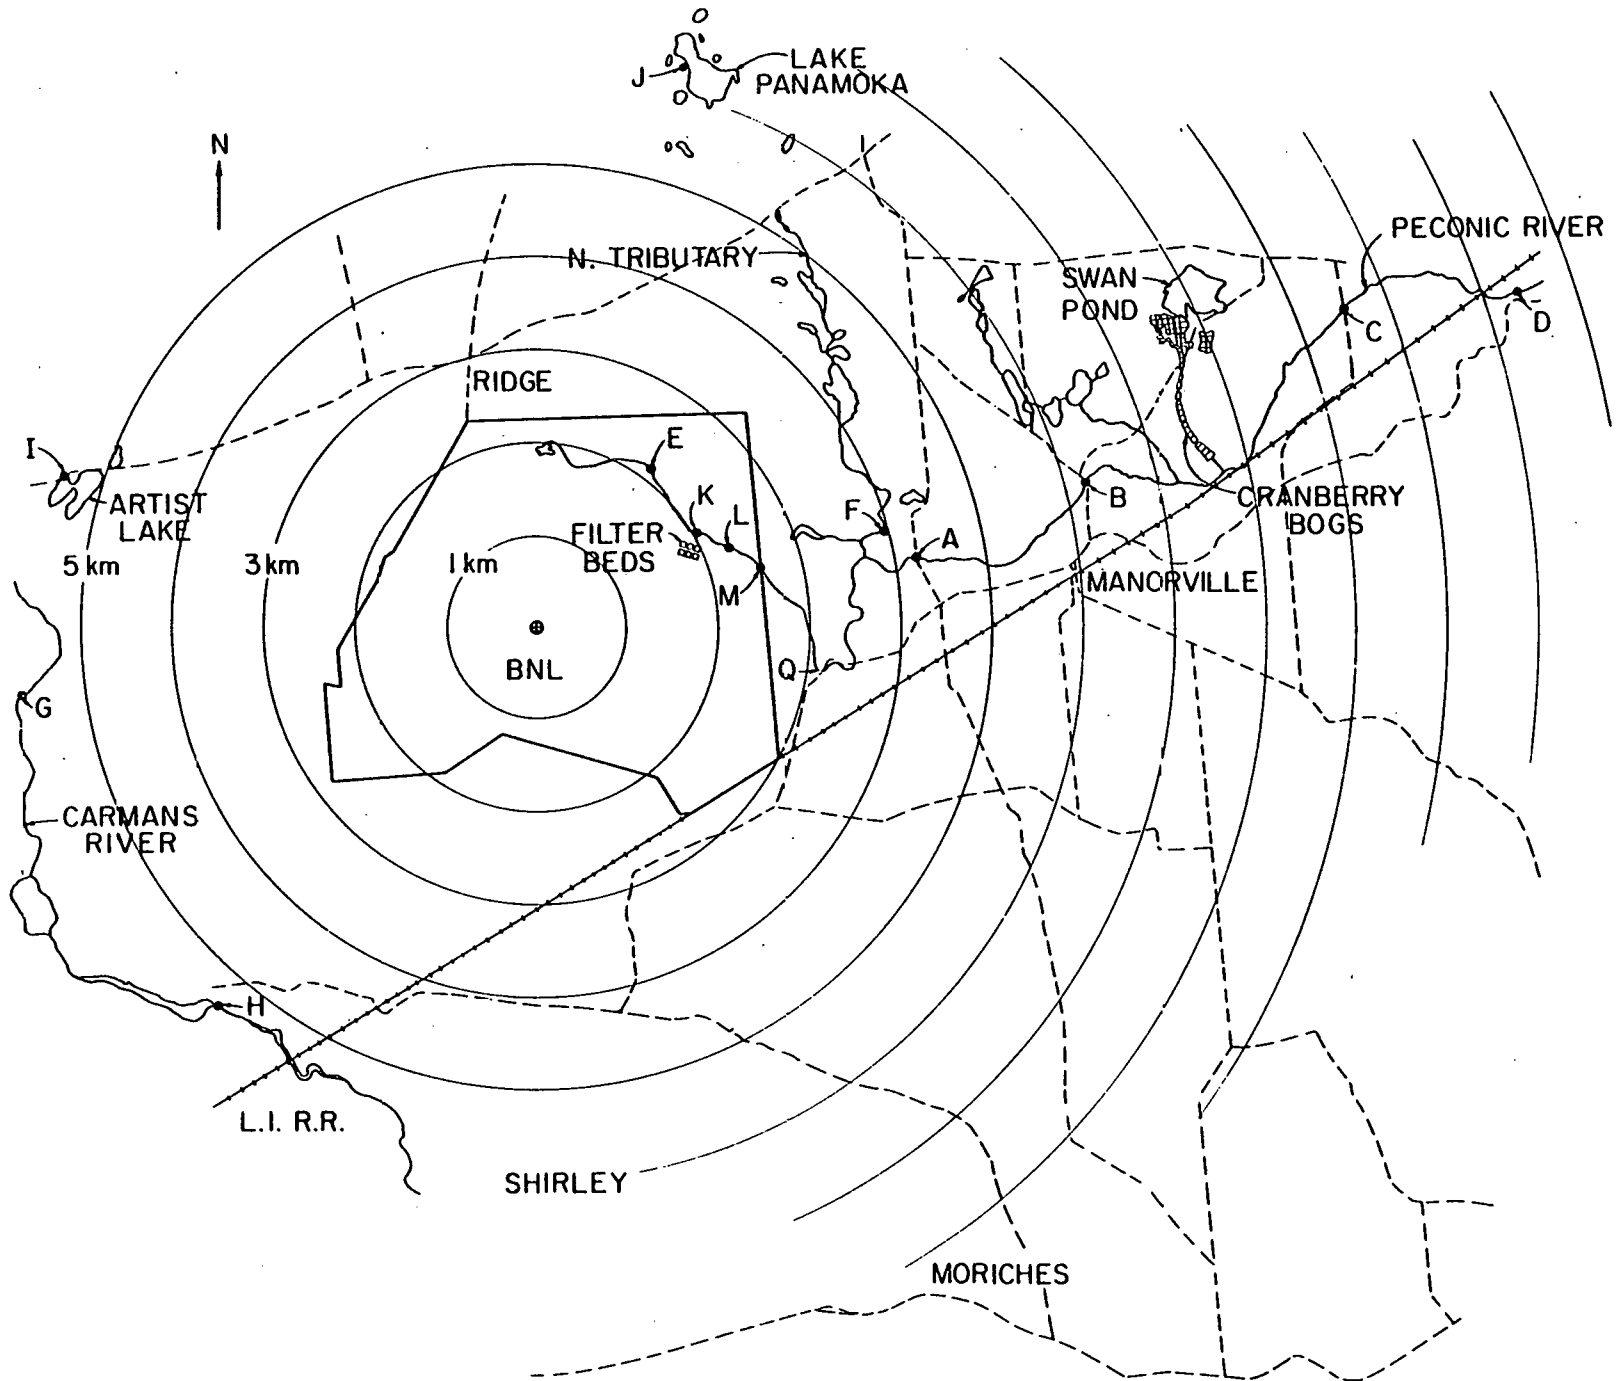 LAKE
PANAMOKA
J
N
PECONIC RIVER
N. TRIBUTARY
SWAN
POND
C
D
RIDGE
I
E
ARTIST
LAKE
K
L
F
B
CRANBERRY
BOGS
FILTER
BEDS
A
5 km
3 km
1 km
M
MANORVILLE
BNL
Q
G
CARMANS
RIVER
H
L.I. R.R.
SHIRLEY
MORICHES